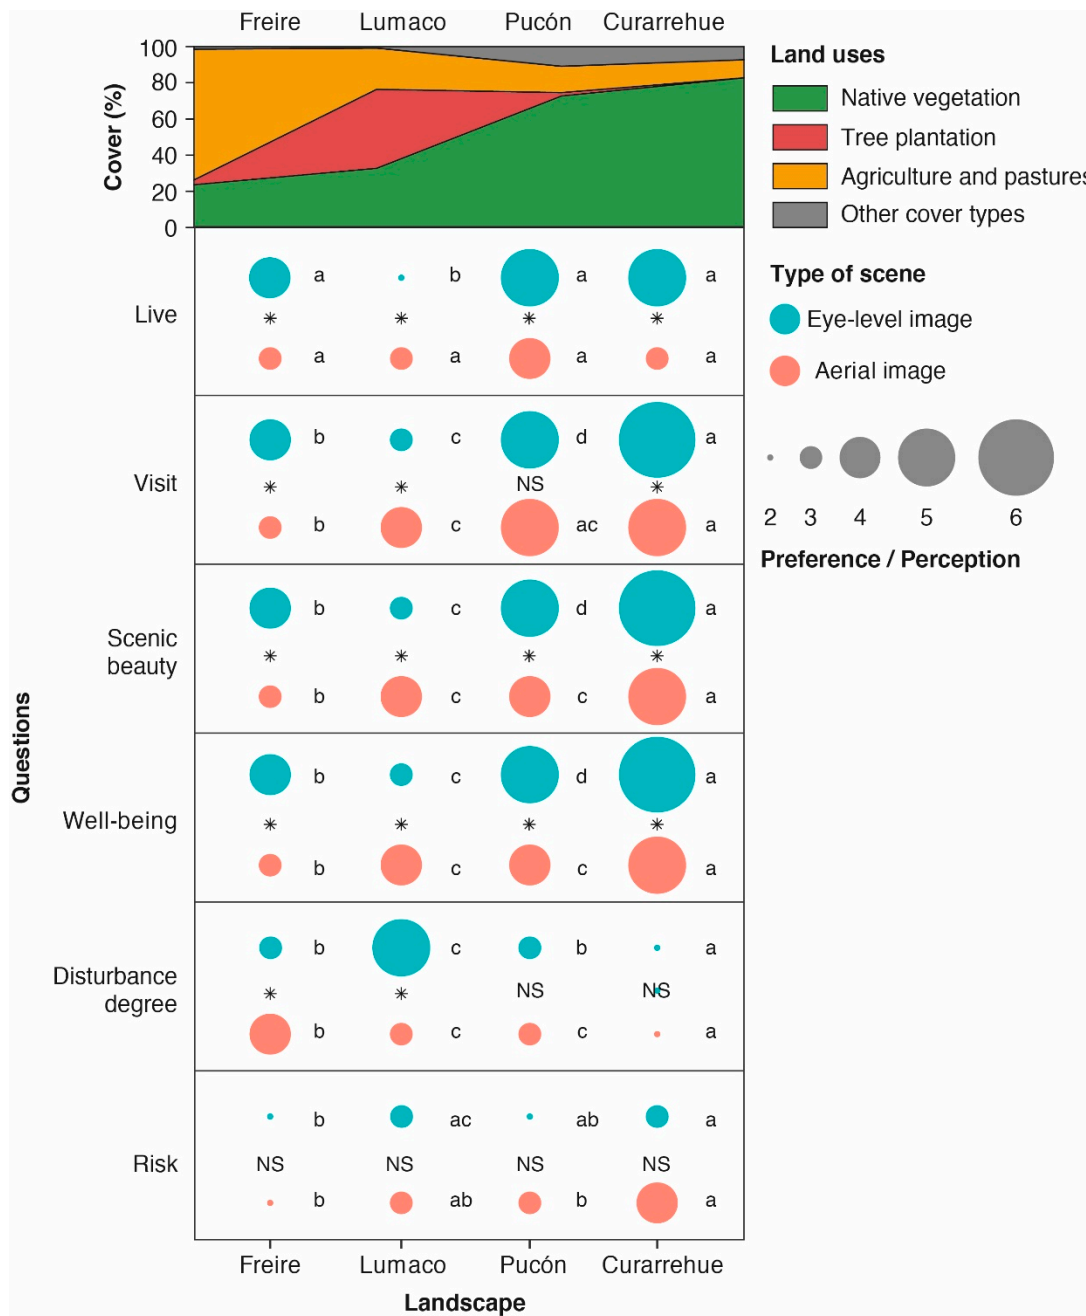 Freire Lumaco Pucón Curarrehue
100
80
60
40
20
0
Cover (%)
Land uses
Native vegetation
Tree plantation
Agriculture and pastures
Other cover types
Type of scene
Eye-level image
Aerial image
2 3 4 5 6
Preference / Perception
Questions
a b a a
Live
* * * *
a a a a
b c d a
Visit
* * NS *
b c ac a
b c d a
Scenic
beauty
* * * *
b c c a
b c d a
Well-being
* * * *
b c c a
b c b a
Disturbance
degree
* * NS NS
b c c a
b ac ab a
Risk
NS NS NS NS
b ab b a
Freire Lumaco Pucón Curarrehue
Landscape